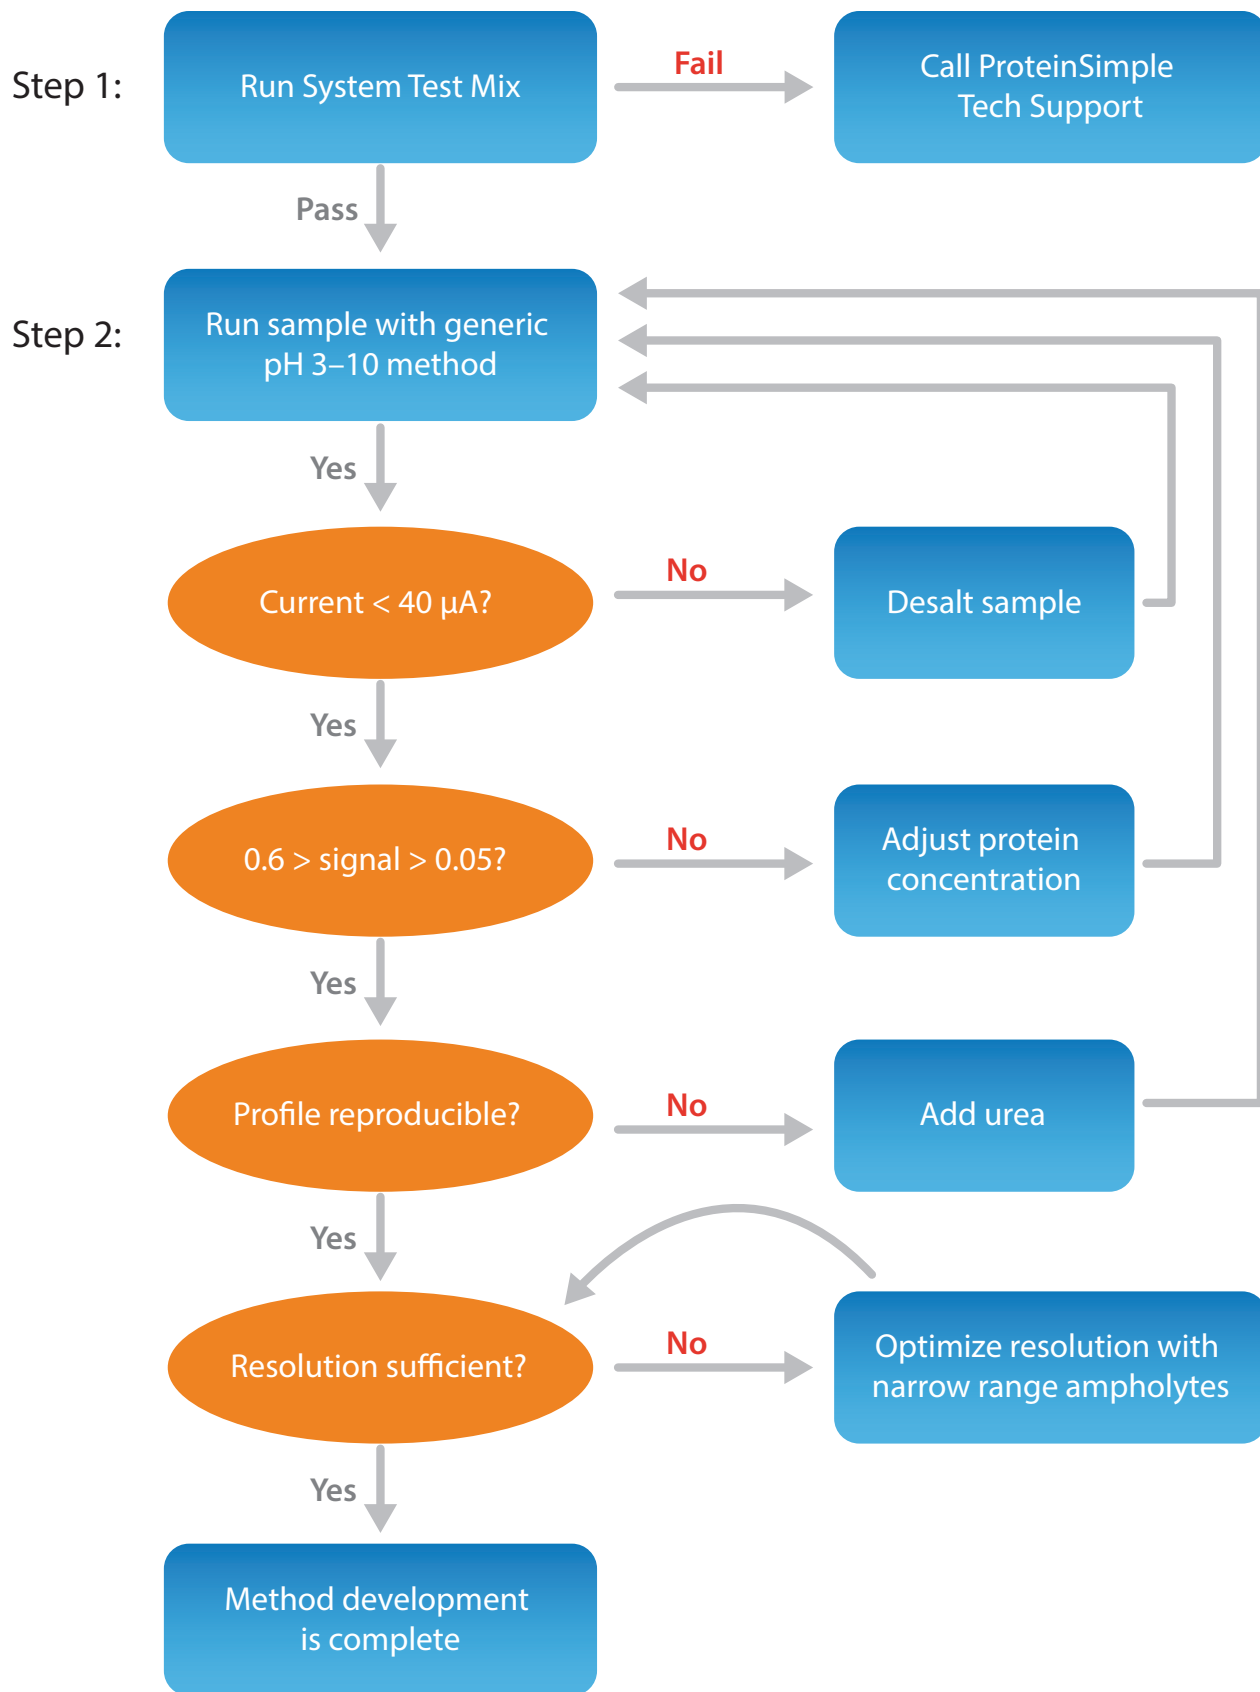 Step 1:
Run System Test Mix
Fail
Call ProteinSimple
Tech Support
Pass
Step 2:
Run sample with generic
pH 3–10 method
Yes
Current < 40 µA?
No
Desalt sample
Yes
0.6 > signal > 0.05?
No
Adjust protein
concentration
Yes
Profile reproducible?
No
Add urea
Yes
Resolution sufficient?
No
Optimize resolution with
narrow range ampholytes
Yes
Method development
is complete